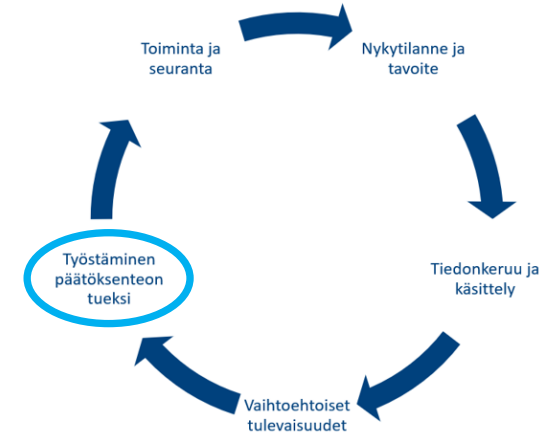 Toiminta ja
seuranta
Nykytilanne ja
tavoite
Tiedonkeruu ja
käsittely
Vaihtoehtoiset
tulevaisuudet
Työstäminen
päätöksenteon
tueksi